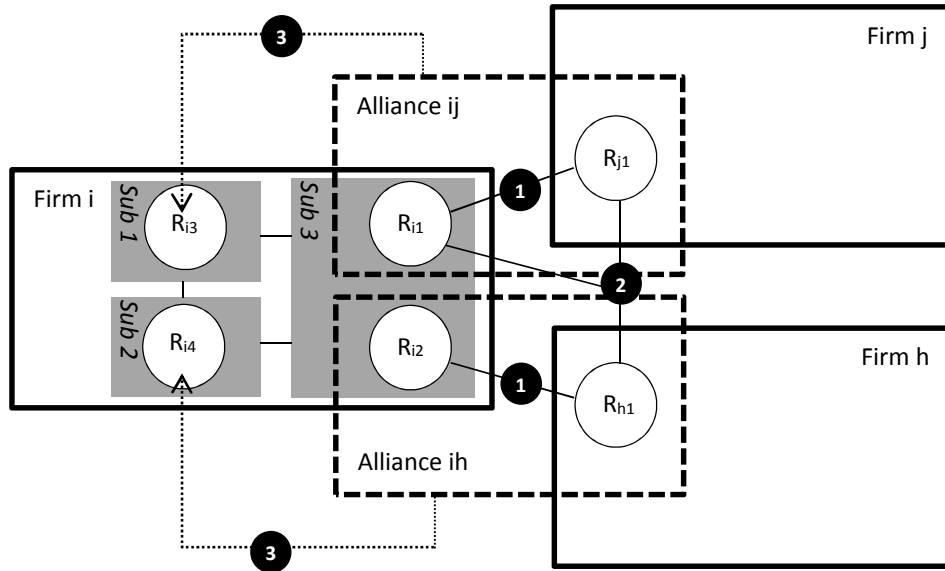 3
Firm j
Alliance ij
R_j1
1
Firm i
Sub 1
R_i3
Sub 3
R_i1
2
Sub 2
R_i4
R_i2
Firm h
1
R_h1
Alliance ih
3